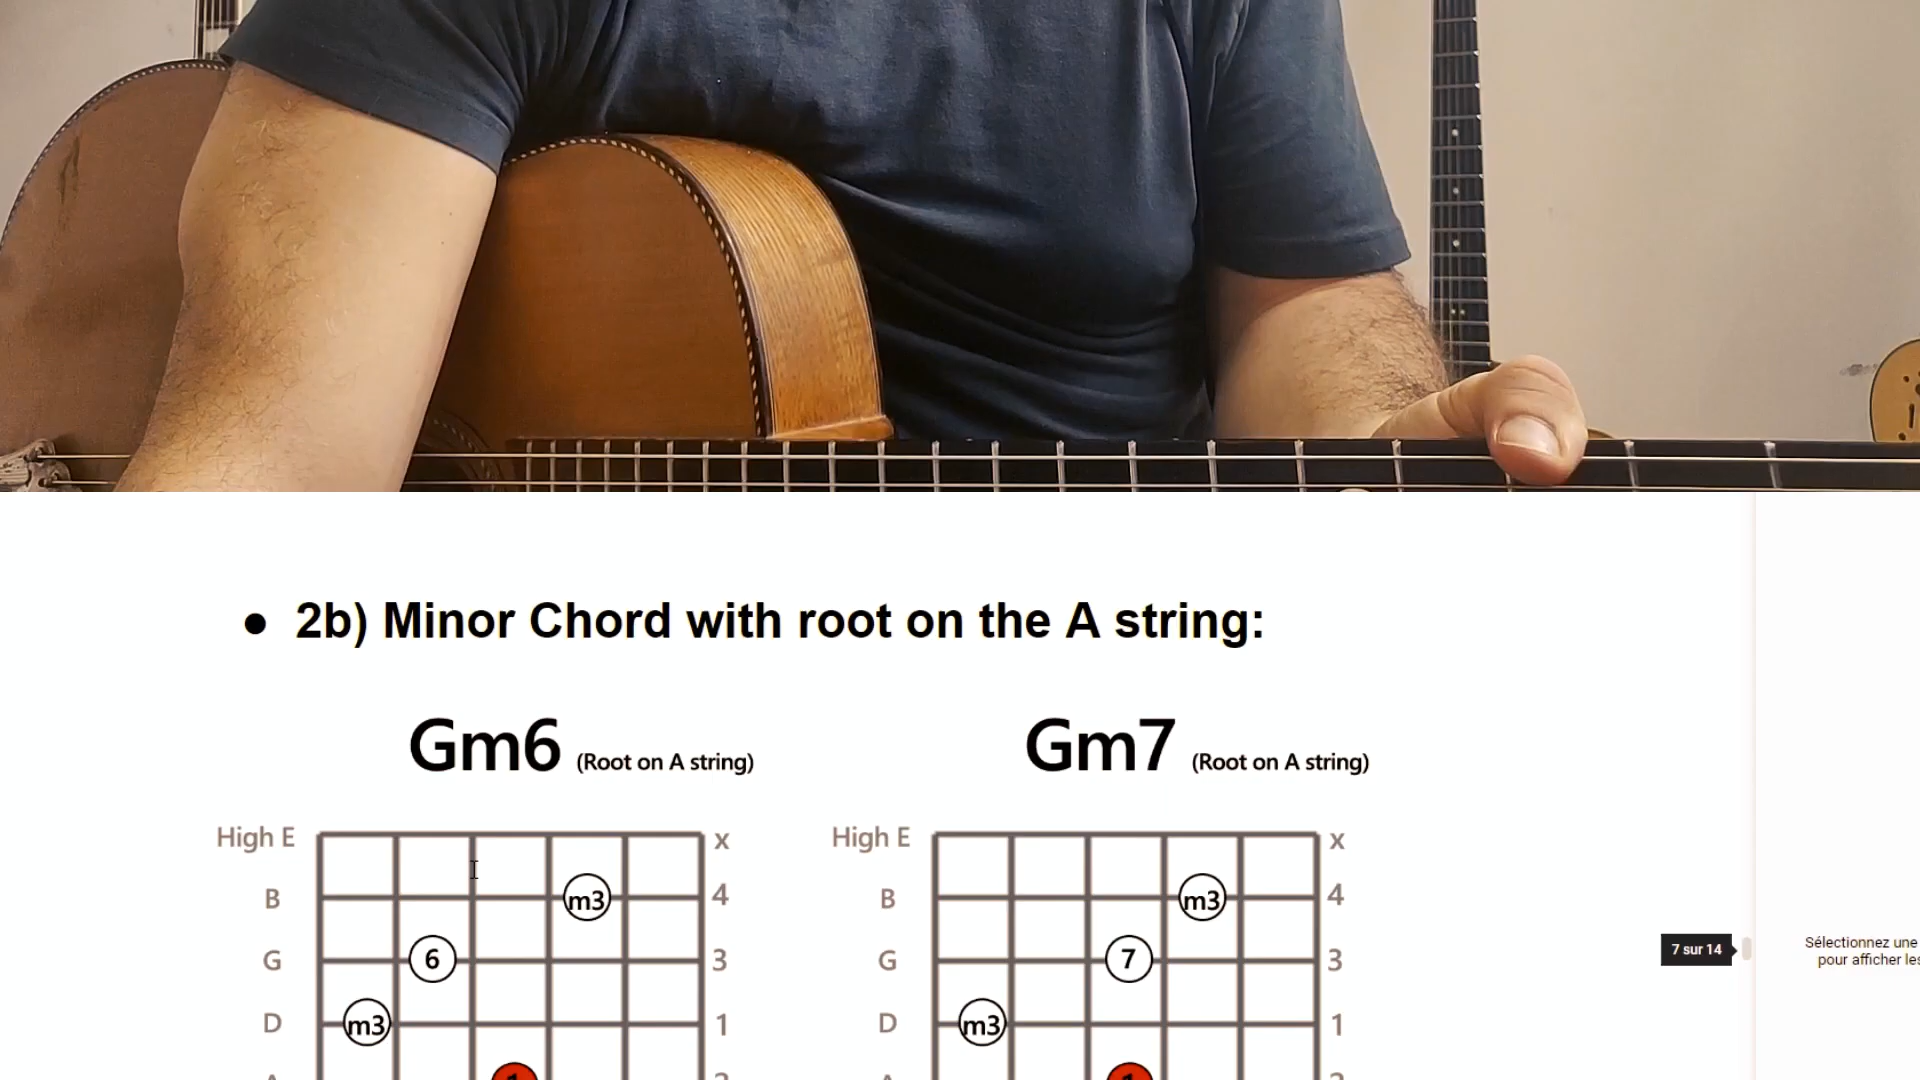 ● 2b) Minor Chord with root on the A string:
Gm6 (Root on A string)
Gm7 (Root on A string)
High E x
B m3 4
G 6 3
D m3 1
High E x
B m3 4
G 7 3
D m3 1
7 sur 14
Sélectionnez une
pour afficher les